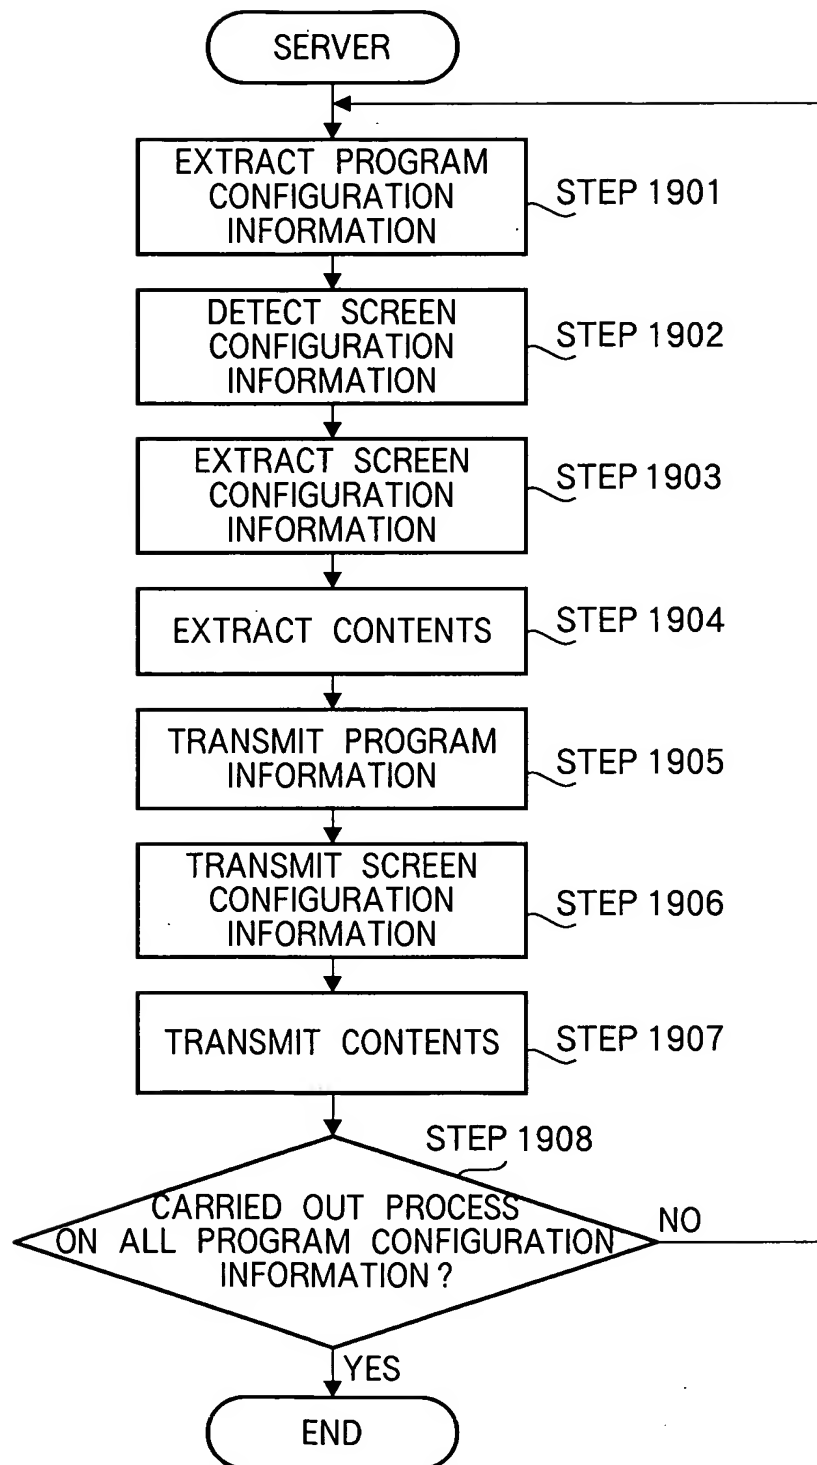 SERVER
EXTRACT PROGRAM
CONFIGURATION
INFORMATION
STEP 1901
DETECT SCREEN
CONFIGURATION
INFORMATION
STEP 1902
EXTRACT SCREEN
CONFIGURATION
INFORMATION
STEP 1903
EXTRACT CONTENTS
STEP 1904
TRANSMIT PROGRAM
INFORMATION
STEP 1905
TRANSMIT SCREEN
CONFIGURATION
INFORMATION
STEP 1906
TRANSMIT CONTENTS
STEP 1907
STEP 1908
CARRIED OUT PROCESS
ON ALL PROGRAM CONFIGURATION
INFORMATION?
NO
YES
END